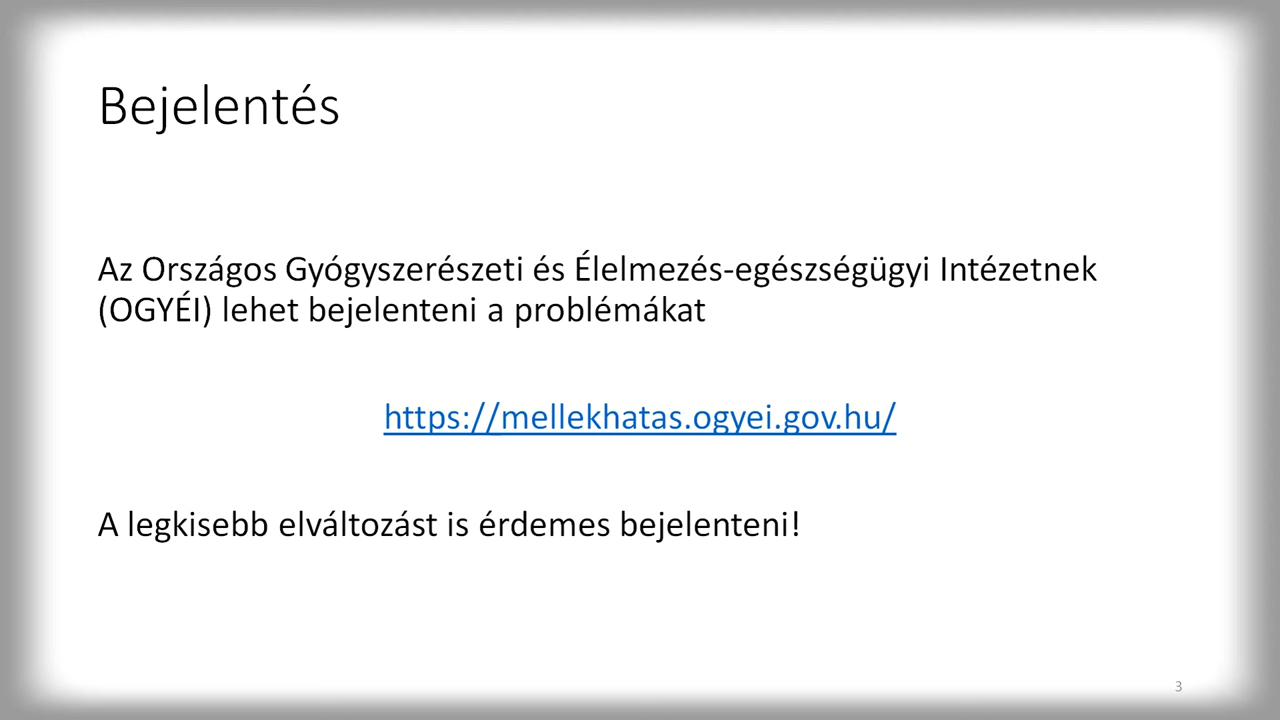 Bejelentés
Az Országos Gyógyszerészeti és Élelmezés-egészségügyi Intézetnek
(OGYÉI) lehet bejelenteni a problémákat
https://mellekhatas.ogyei.gov.hu/
A legkisebb elváltozást is érdemes bejelenteni!
3